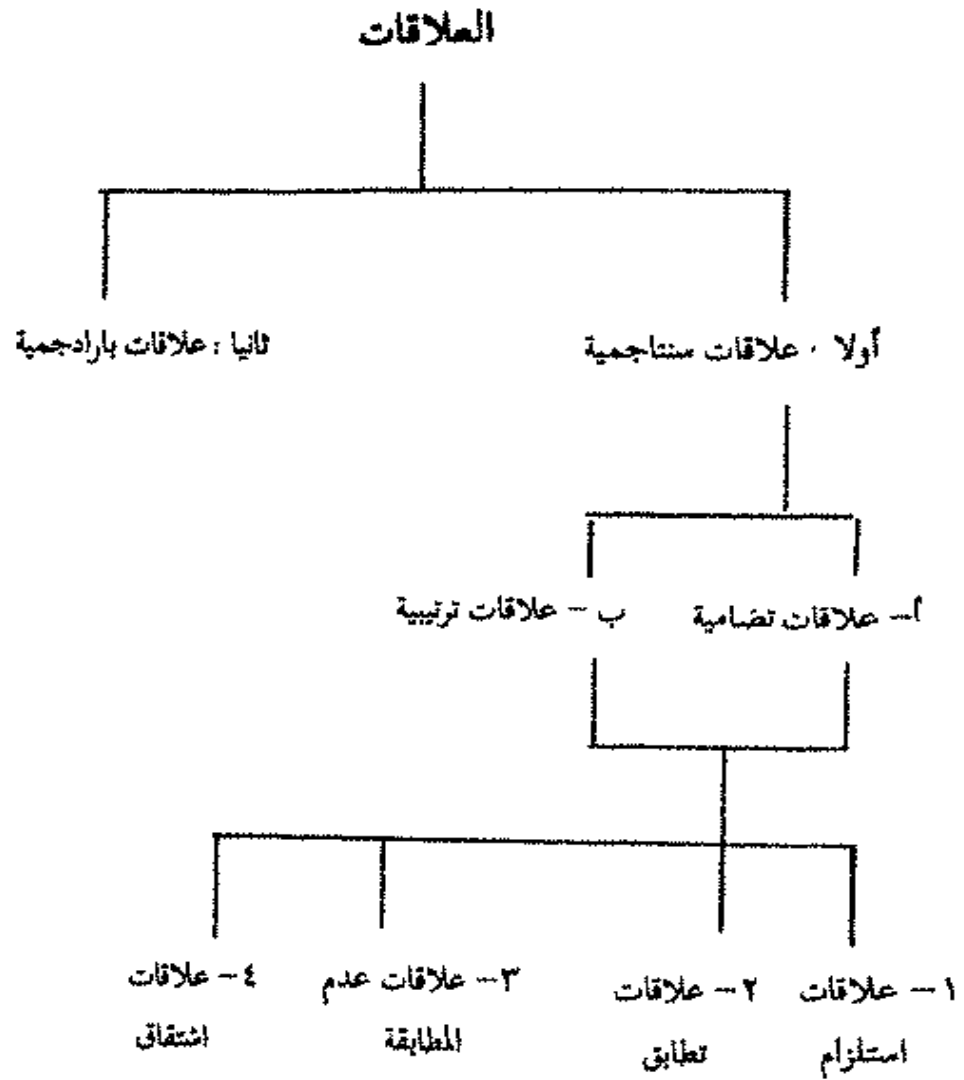 العلاقات
أولا . علاقات سنتاجمية
ثانيا : علاقات بارادجمية
أ– علاقات تضامية
ب – علاقات ترتيبية
١ – علاقات
استلزام
٢ – علاقات
تطابق
٣– علاقات عدم
المطابقة
٤ – علاقات
اشتقاق